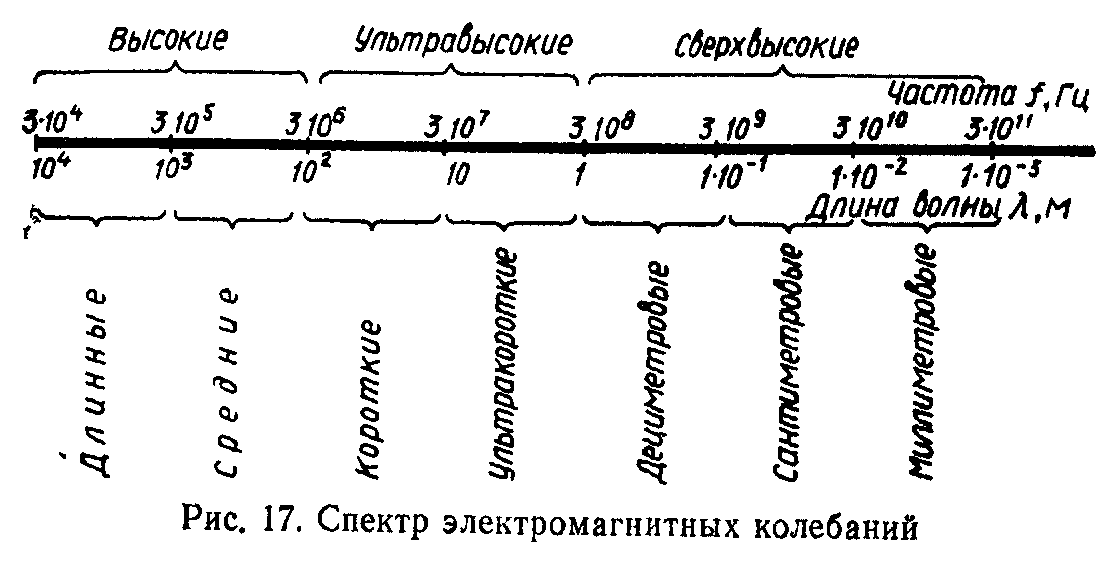 Высокие Ультравысокие Сверхвысокие
Частота f, Гц
3·10⁴ 3·10⁵ 3·10⁶ 3·10⁷ 3·10⁸ 3·10⁹ 3·10¹⁰ 3·10¹¹
10⁴ 10³ 10² 10 1 1·10⁻¹ 1·10⁻² 1·10⁻³
Длина волны λ, м
Длинные
Средние
Короткие
Ультракороткие
Дециметровые
Сантиметровые
Миллиметровые
Рис. 17. Спектр электромагнитных колебаний